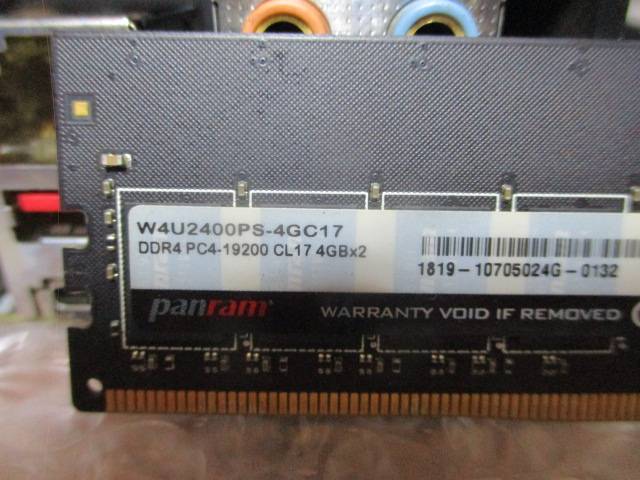 W4U2400PS-4GC17
DDR4 PC4-19200 CL17 4GBx2
1819-10705024G-0132
panram
WARRANTY VOID IF REMOVED